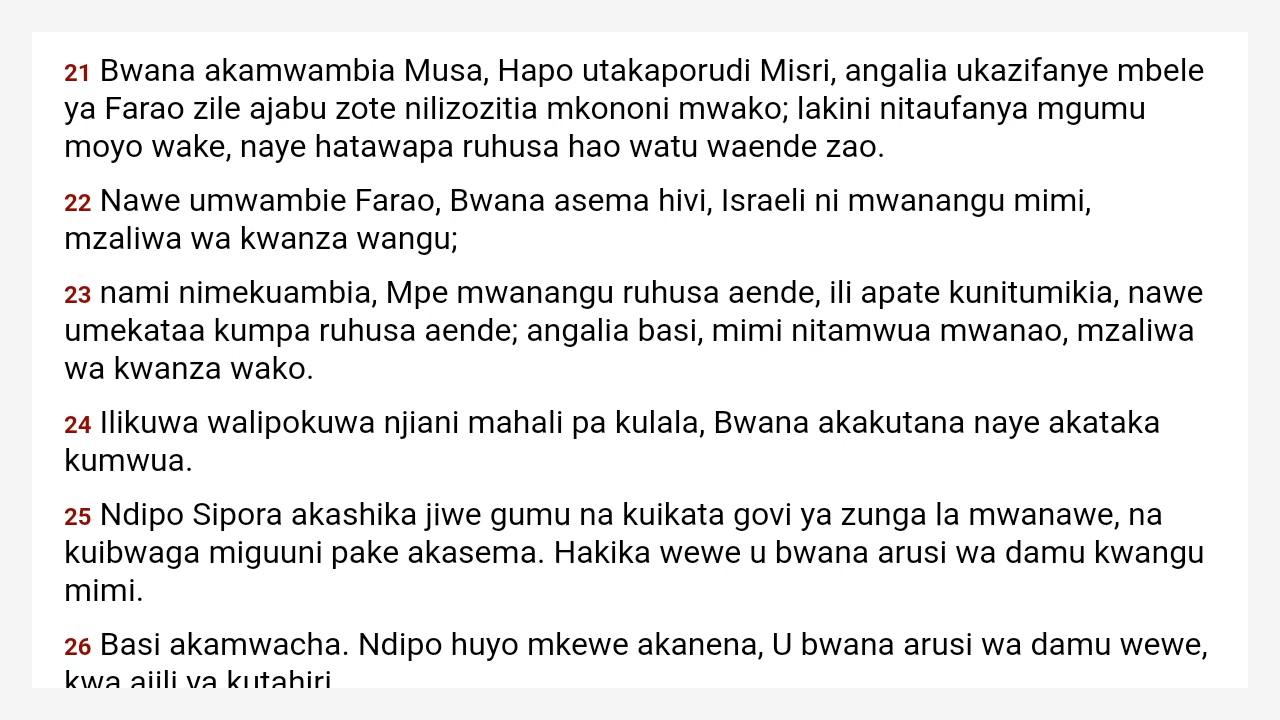 21 Bwana akamwambia Musa, Hapo utakaporudi Misri, angalia ukazifanye mbele
ya Farao zile ajabu zote nilizozitia mkononi mwako; lakini nitaufanya mgumu
moyo wake, naye hatawapa ruhusa hao watu waende zao.
22 Nawe umwambie Farao, Bwana asema hivi, Israeli ni mwanangu mimi,
mzaliwa wa kwanza wangu;
23 nami nimekuambia, Mpe mwanangu ruhusa aende, ili apate kunitumikia, nawe
umekataa kumpa ruhusa aende; angalia basi, mimi nitamwua mwanao, mzaliwa
wa kwanza wako.
24 Ilikuwa walipokuwa njiani mahali pa kulala, Bwana akakutana naye akataka
kumwua.
25 Ndipo Sipora akashika jiwe gumu na kuikata govi ya zunga la mwanawe, na
kuibwaga miguuni pake akasema. Hakika wewe u bwana arusi wa damu kwangu
mimi.
26 Basi akamwacha. Ndipo huyo mkewe akanena, U bwana arusi wa damu wewe,
kwa ajili ya kutahiri